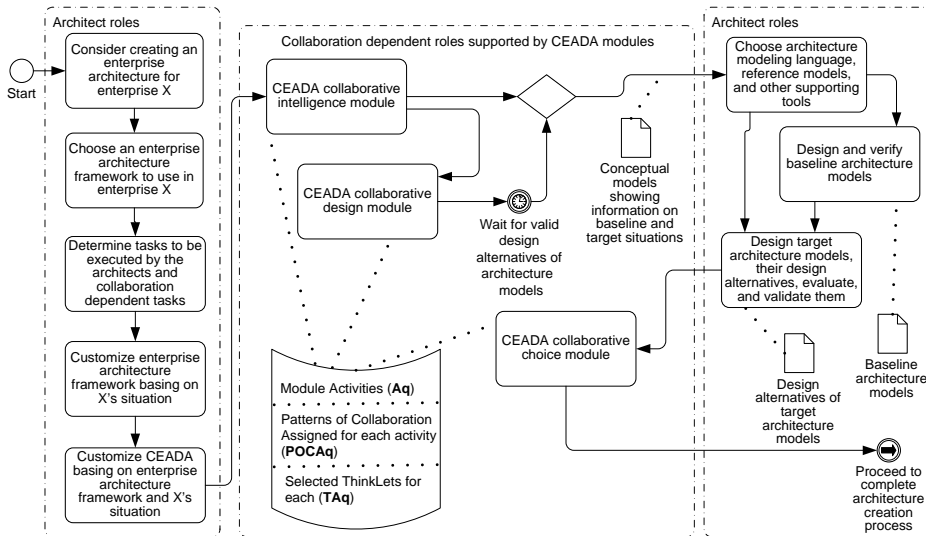 Architect roles
Start
Consider creating an
enterprise
architecture for
enterprise X
Choose an enterprise
architecture
framework to use in
enterprise X
Determine tasks to be
executed by the
architects and
collaboration
dependent tasks
Customize enterprise
architecture
framework basing on
X's situation
Customize CEADA
basing on enterprise
architecture
framework and X's
situation
Collaboration dependent roles supported by CEADA modules
CEADA collaborative
intelligence module
CEADA collaborative
design module
Wait for valid
design
alternatives of
architecture
models
Conceptual
models
showing
information on
baseline and
target situations
CEADA collaborative
choice module
Module Activities (Aq)
Patterns of Collaboration
Assigned for each activity
(POCAq)
Selected ThinkLets for
each (TAq)
Architect roles
Choose architecture
modeling language,
reference models,
and other supporting
tools
Design and verify
baseline architecture
models
Design target
architecture models,
their design
alternatives, evaluate,
and validate them
Design
alternatives of
target
architecture
models
Baseline
architecture
models
Proceed to
complete
architecture
creation
process